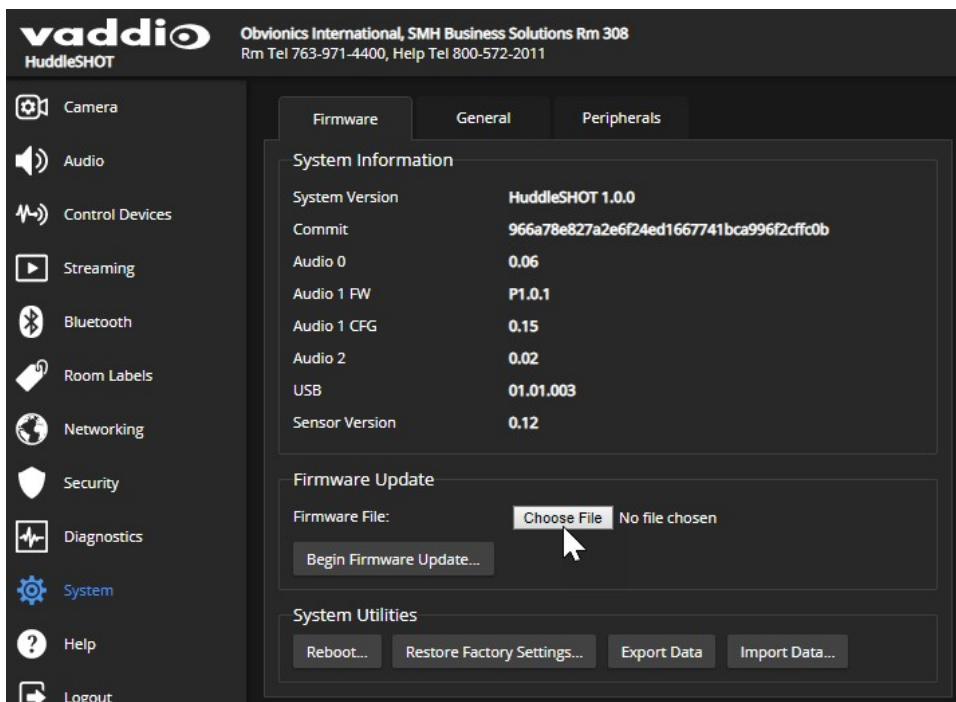 vaddio
HuddleSHOT
Obvionics International, SMH Business Solutions Rm 308
Rm Tel 763-971-4400, Help Tel 800-572-2011
Camera
Audio
Control Devices
Streaming
Bluetooth
Room Labels
Networking
Security
Diagnostics
System
Help
Logout
Firmware General Peripherals
System Information
System Version HuddleSHOT 1.0.0
Commit 966a78e827a2e6f24ed1667741bca996f2cffc0b
Audio 0 0.06
Audio 1 FW P1.0.1
Audio 1 CFG 0.15
Audio 2 0.02
USB 01.01.003
Sensor Version 0.12
Firmware Update
Firmware File: Choose File No file chosen
Begin Firmware Update...
System Utilities
Reboot... Restore Factory Settings... Export Data Import Data...